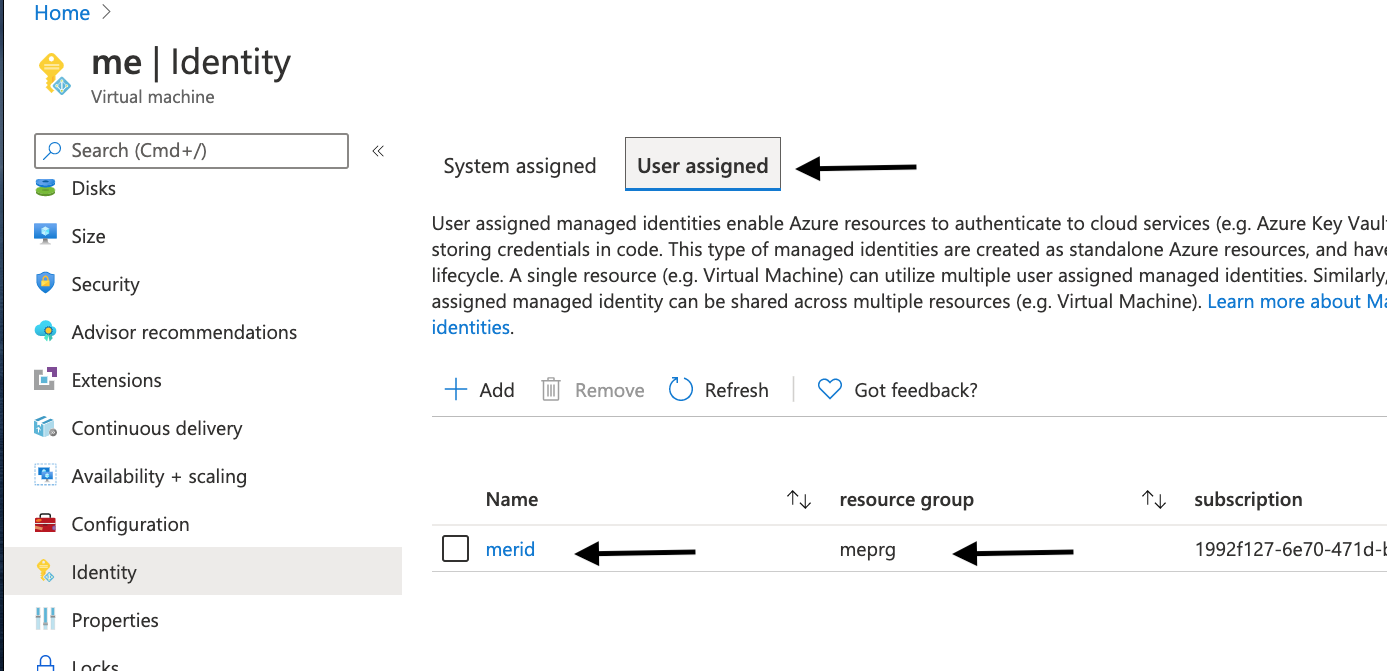 Home
me | Identity
Virtual machine
Search (Cmd+/)
Disks
Size
Security
Advisor recommendations
Extensions
Continuous delivery
Availability + scaling
Configuration
Identity
Properties
Locks
System assigned
User assigned
User assigned managed identities enable Azure resources to authenticate to cloud services (e.g. Azure Key Vaul
storing credentials in code. This type of managed identities are created as standalone Azure resources, and have
lifecycle. A single resource (e.g. Virtual Machine) can utilize multiple user assigned managed identities. Similarly,
assigned managed identity can be shared across multiple resources (e.g. Virtual Machine). Learn more about Ma
identities.
Add Remove Refresh Got feedback?
Name resource group subscription
merid meprg 1992f127-6e70-471d-b